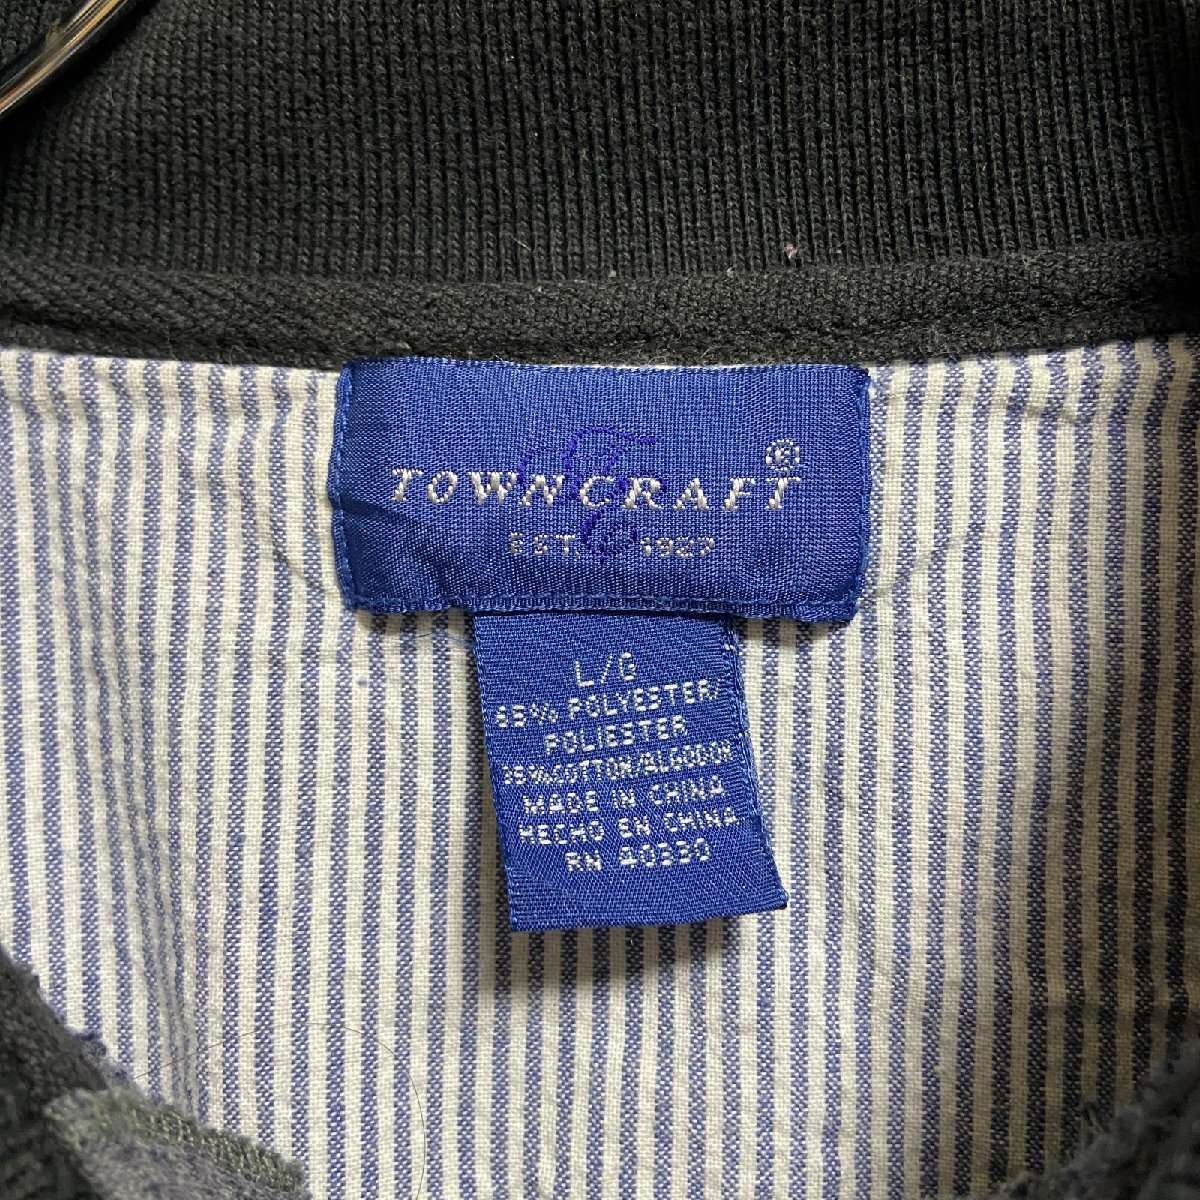 TOWNCRAFT®
EST. 1927
L/G
65% POLYESTER/
POLIESTER
35% COTTON/ALGODON
MADE IN CHINA
HECHO EN CHINA
RN 40330